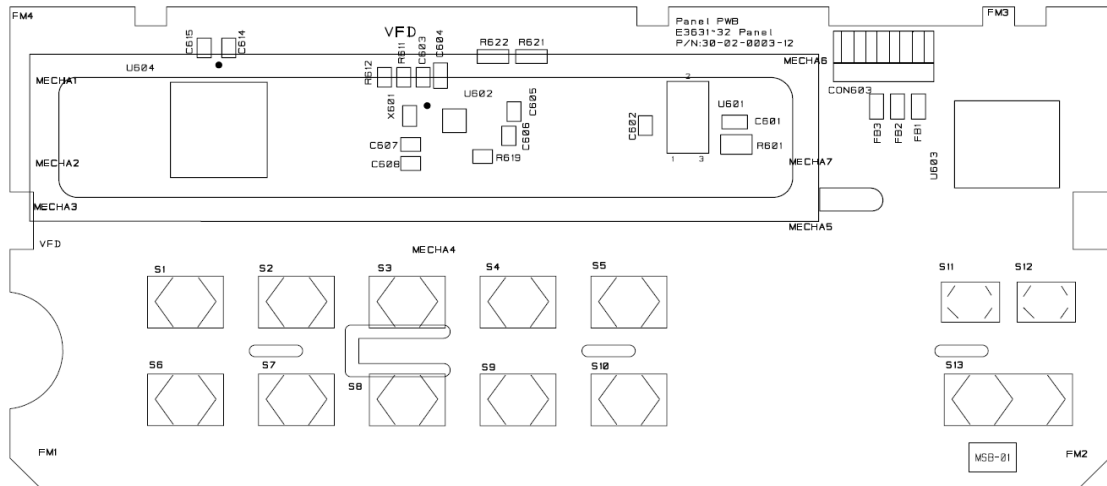 FM4
FM3
Panel PWB
E3631~32 Panel
P/N:30-02-0003-12
VFD
C615
C614
R612
R611
C603
C604
R622
R621
U604
MECHA1
MECHA6
CON603
X601
U602
C605
C606
2
U601
C602
C601
FB3
FB2
FB1
C607
C608
R619
1
3
R601
MECHA2
MECHA7
U603
MECHA3
MECHA5
VFD
MECHA4
S1
S2
S3
S4
S5
S11
S12
S6
S7
S8
S9
S10
S13
FM1
FM2
MSB-01